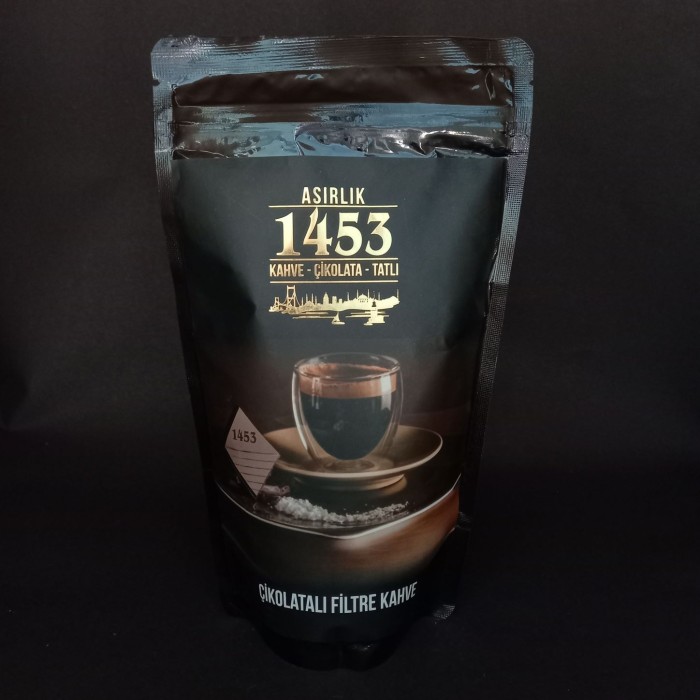 ASIRLIK
1453
KAHVE - ÇİKOLATA - TATLI
1453
ÇİKOLATALI FİLTRE KAHVE